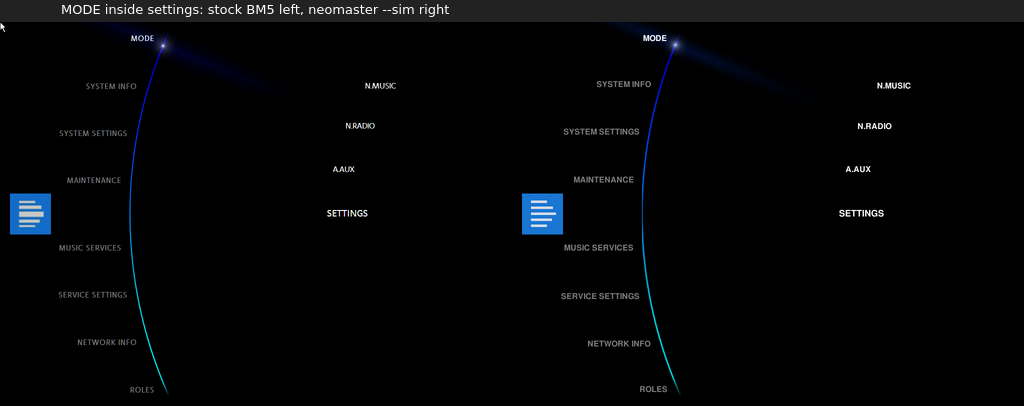 MODE inside settings: stock BM5 left, neomaster --sim right
MODE
SYSTEM INFO
N.MUSIC
N.RADIO
SYSTEM SETTINGS
A.AUX
MAINTENANCE
SETTINGS
MUSIC SERVICES
SERVICE SETTINGS
NETWORK INFO
ROLES
MODE
SYSTEM INFO
N.MUSIC
N.RADIO
SYSTEM SETTINGS
A.AUX
MAINTENANCE
SETTINGS
MUSIC SERVICES
SERVICE SETTINGS
NETWORK INFO
ROLES